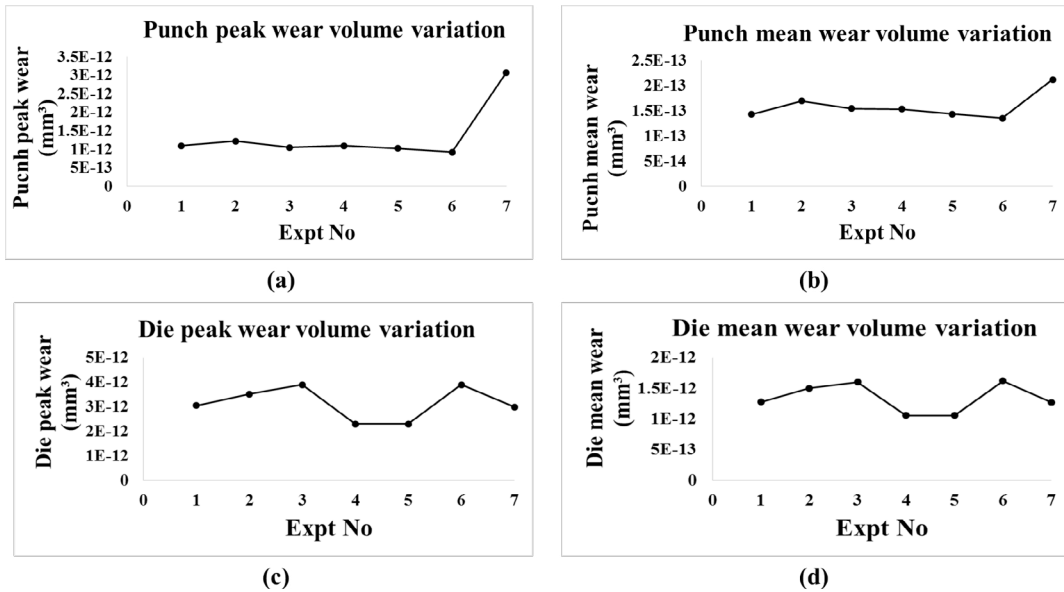 Punch peak wear volume variation
Pucnh peak wear
(mm³)
3.5E-12
3E-12
2.5E-12
2E-12
1.5E-12
1E-12
5E-13
0
0 1 2 3 4 5 6 7
Expt No
(a)
Punch mean wear volume variation
Pucnh mean wear
(mm³)
2.5E-13
2E-13
1.5E-13
1E-13
5E-14
0
0 1 2 3 4 5 6 7
Expt No
(b)
Die peak wear volume variation
Die peak wear
(mm³)
5E-12
4E-12
3E-12
2E-12
1E-12
0
0 1 2 3 4 5 6 7
Expt No
(c)
Die mean wear volume variation
Die mean wear
(mm³)
2E-12
1.5E-12
1E-12
5E-13
0
0 1 2 3 4 5 6 7
Expt No
(d)